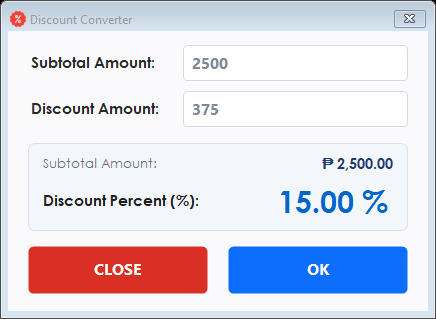 Discount Converter
Subtotal Amount: 2500
Discount Amount: 375
Subtotal Amount: ₱ 2,500.00
Discount Percent (%): 15.00 %
CLOSE OK